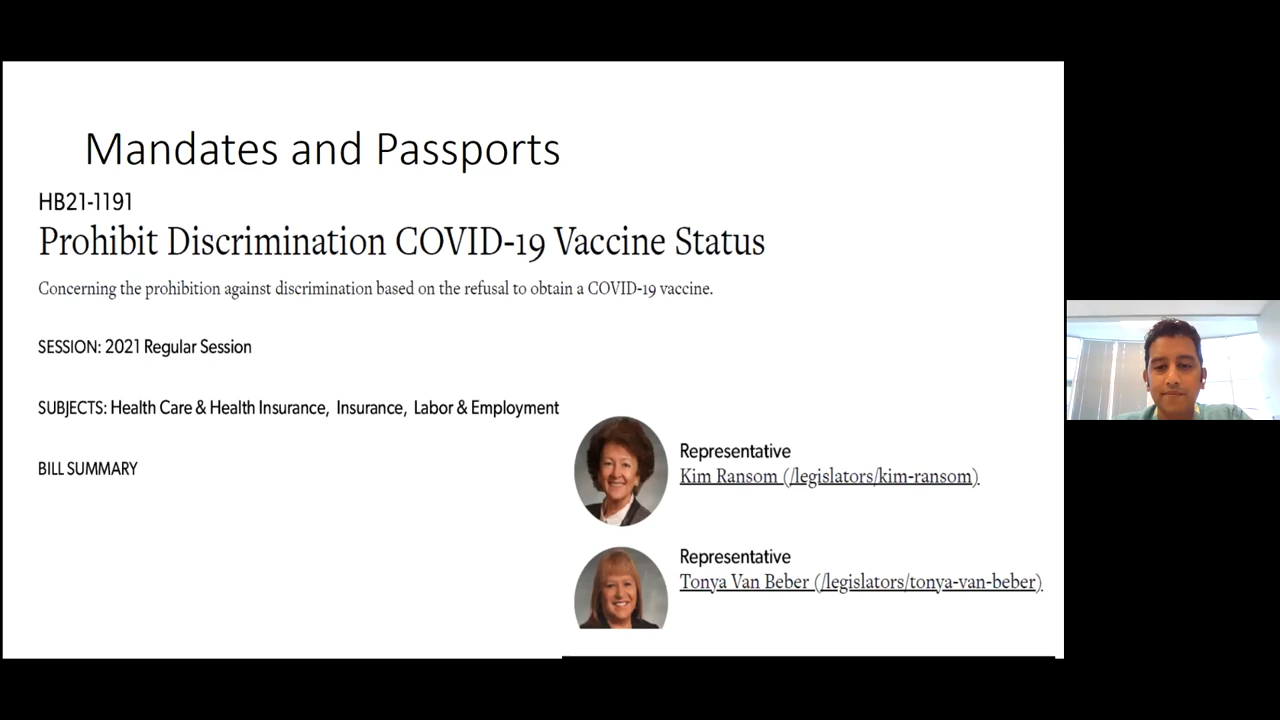 Mandates and Passports
HB21-1191
Prohibit Discrimination COVID-19 Vaccine Status
Concerning the prohibition against discrimination based on the refusal to obtain a COVID-19 vaccine.
SESSION: 2021 Regular Session
SUBJECTS: Health Care & Health Insurance, Insurance, Labor & Employment
BILL SUMMARY
Representative
Kim Ransom (/legislators/kim-ransom)
Representative
Tonya Van Beber (/legislators/tonya-van-beber)